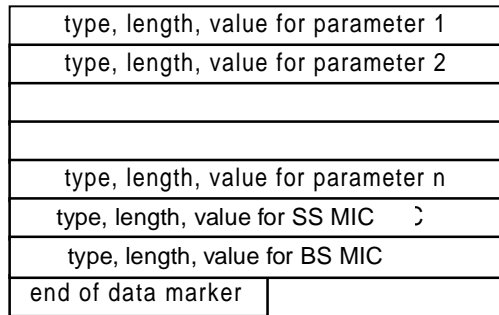 type, length, value for parameter 1
type, length, value for parameter 2
type, length, value for parameter n
type, length, value for SS MIC
type, length, value for BS MIC
end of data marker